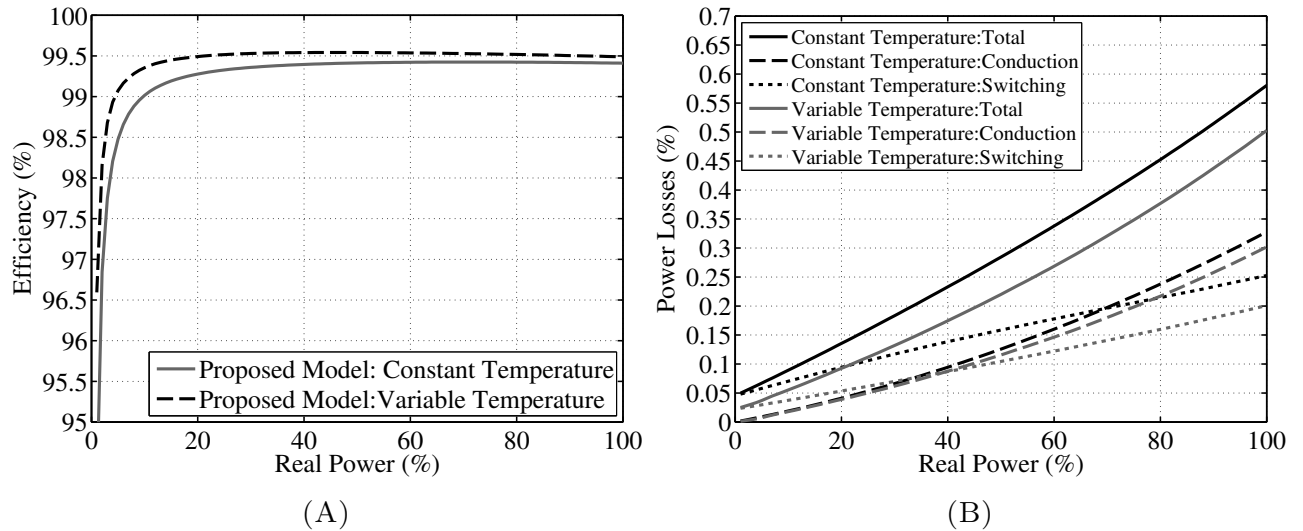 100
99.5
99
98.5
98
97.5
97
96.5
96
95.5
95
0
20
40
60
80
100
Efficiency (%)
Real Power (%)
Proposed Model: Constant Temperature
Proposed Model:Variable Temperature
(A)
0.7
0.65
0.6
0.55
0.5
0.45
0.4
0.35
0.3
0.25
0.2
0.15
0.1
0.05
0
0
20
40
60
80
100
Power Losses (%)
Real Power (%)
Constant Temperature:Total
Constant Temperature:Conduction
Constant Temperature:Switching
Variable Temperature:Total
Variable Temperature:Conduction
Variable Temperature:Switching
(B)